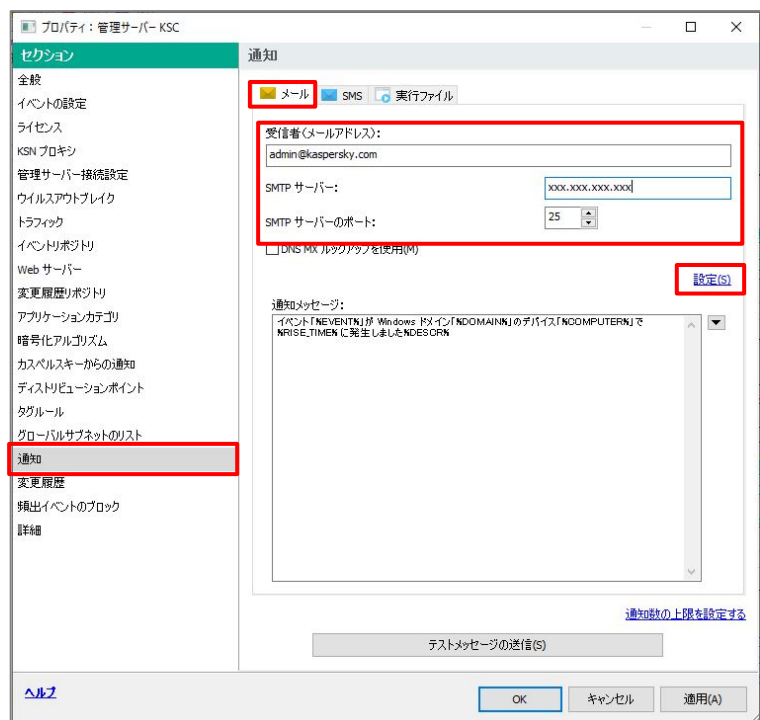 プロパティ：管理サーバー KSC
セクション
全般
イベントの設定
ライセンス
KSN プロキシ
管理サーバー接続設定
ウイルスアウトブレイク
トラフィック
イベントリポジトリ
Web サーバー
変更履歴リポジトリ
アプリケーションカテゴリ
暗号化アルゴリズム
カスペルスキーからの通知
ディストリビューションポイント
タグルール
グローバルサブネットのリスト
通知
変更履歴
頻出イベントのブロック
詳細
通知
メール SMS 実行ファイル
受信者(メールアドレス):
admin@kaspersky.com
SMTP サーバー: xxx.xxx.xxx.xxx
SMTP サーバーのポート: 25
DNS MX ルックアップを使用(M)
設定(S)
通知メッセージ:
イベント「%EVENT%」が Windows ドメイン「%DOMAIN%」のデバイス「%COMPUTER%」で
%RISE_TIME% に発生しました%DESCR%
通知数の上限を設定する
テストメッセージの送信(S)
ヘルプ
OK キャンセル 適用(A)